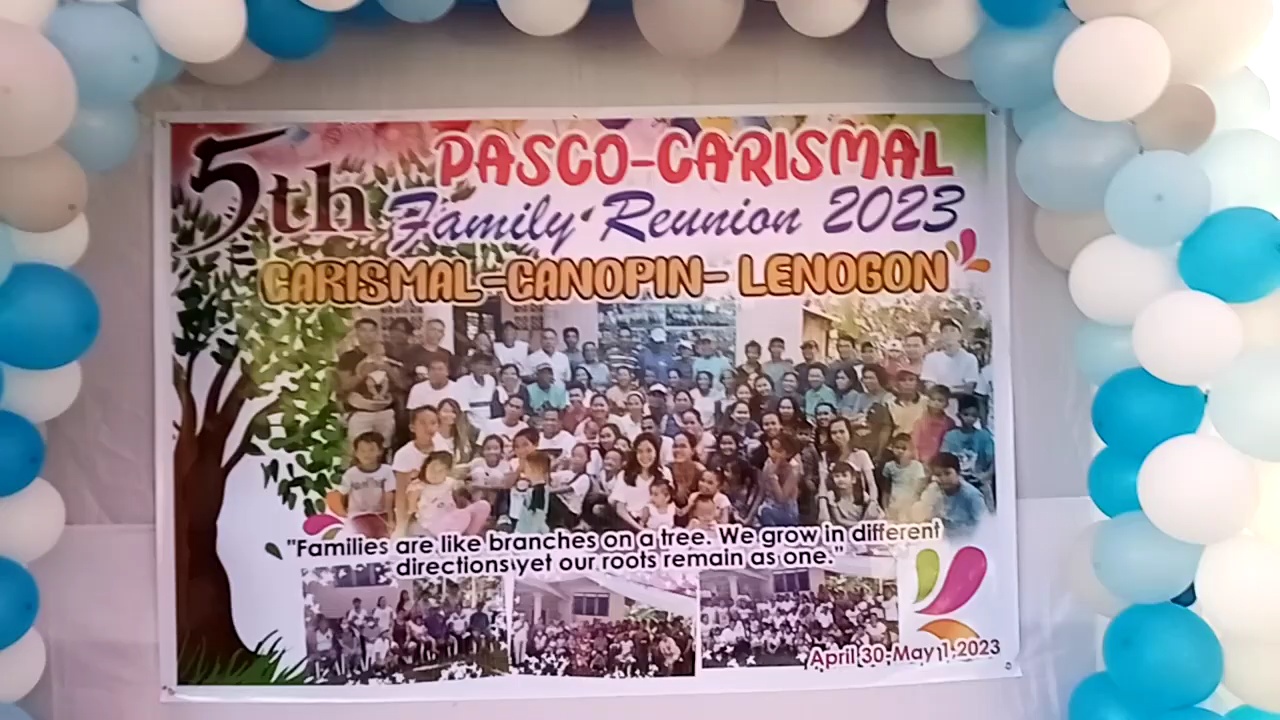 5th PASCO-CARISMAL
Family Reunion 2023
CARISMAL-CANOPIN- LENOGON
"Families are like branches on a tree. We grow in different
directions yet our roots remain as one."
April 30-May 1, 2023